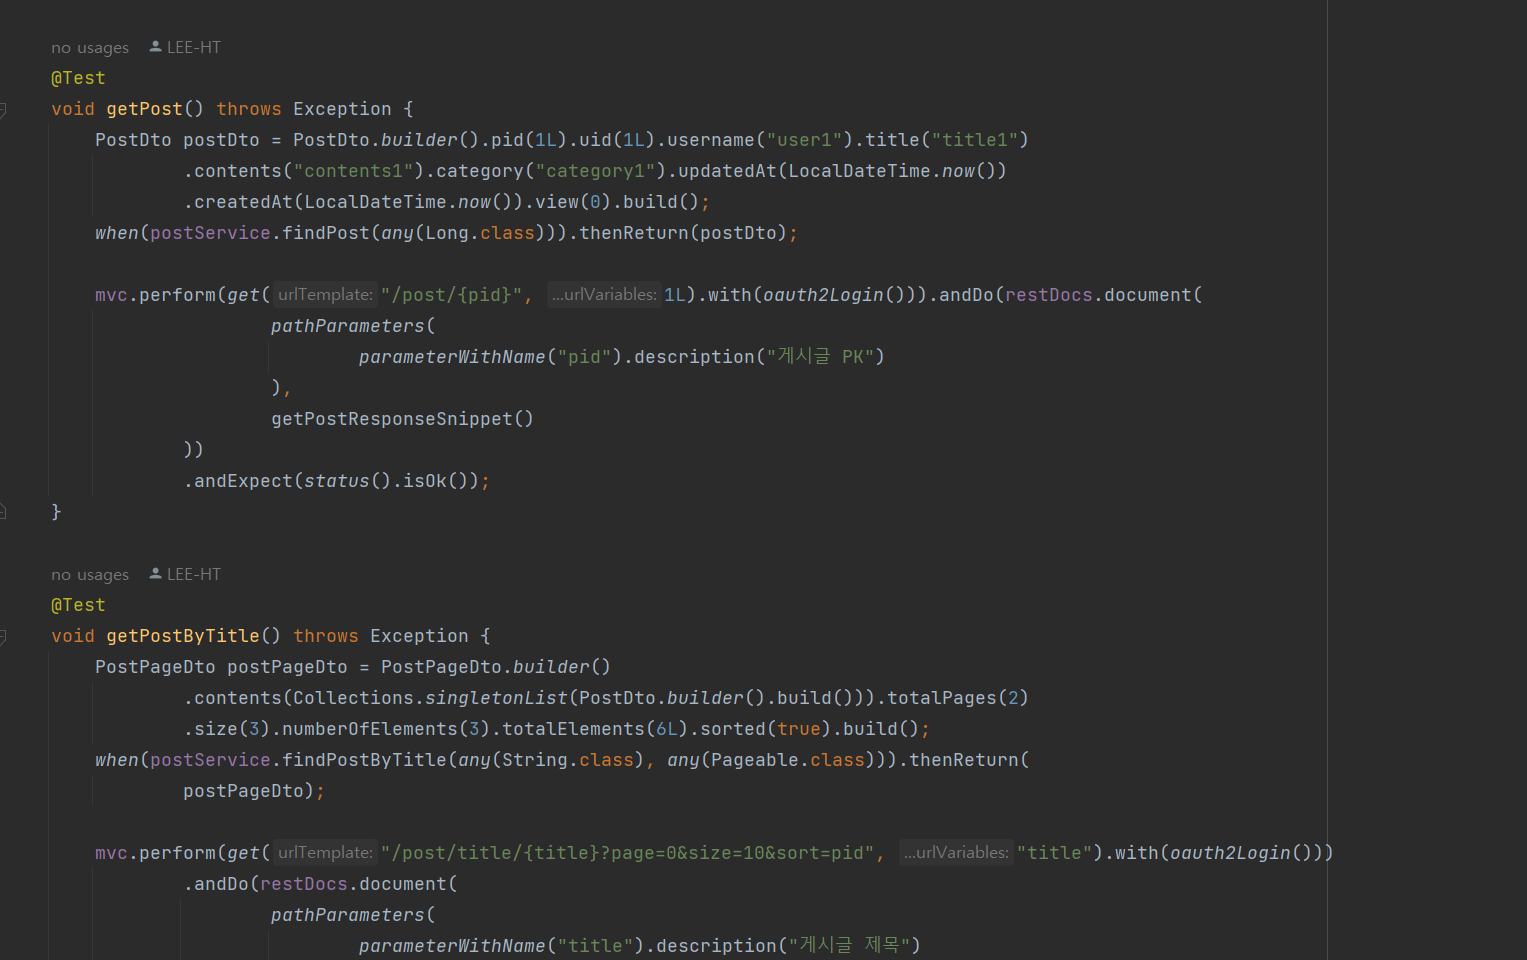 no usages LEE-HT
@Test
void getPost() throws Exception {
PostDto postDto = PostDto.builder().pid(1L).uid(1L).username("user1").title("title1")
.contents("contents1").category("category1").updatedAt(LocalDateTime.now())
.createdAt(LocalDateTime.now()).view(0).build();
when(postService.findPost(any(Long.class))).thenReturn(postDto);
mvc.perform(get( urlTemplate: "/post/{pid}", ...urlVariables: 1L).with(oauth2Login())).andDo(restDocs.document(
pathParameters(
parameterWithName("pid").description("게시글 PK")
),
getPostResponseSnippet()
))
.andExpect(status().isOk());
}
no usages LEE-HT
@Test
void getPostByTitle() throws Exception {
PostPageDto postPageDto = PostPageDto.builder()
.contents(Collections.singletonList(PostDto.builder().build())).totalPages(2)
.size(3).numberOfElements(3).totalElements(6L).sorted(true).build();
when(postService.findPostByTitle(any(String.class), any(Pageable.class))).thenReturn(
postPageDto);
mvc.perform(get( urlTemplate: "/post/title/{title}?page=0&size=10&sort=pid", ...urlVariables: "title").with(oauth2Login()))
.andDo(restDocs.document(
pathParameters(
parameterWithName("title").description("게시글 제목")